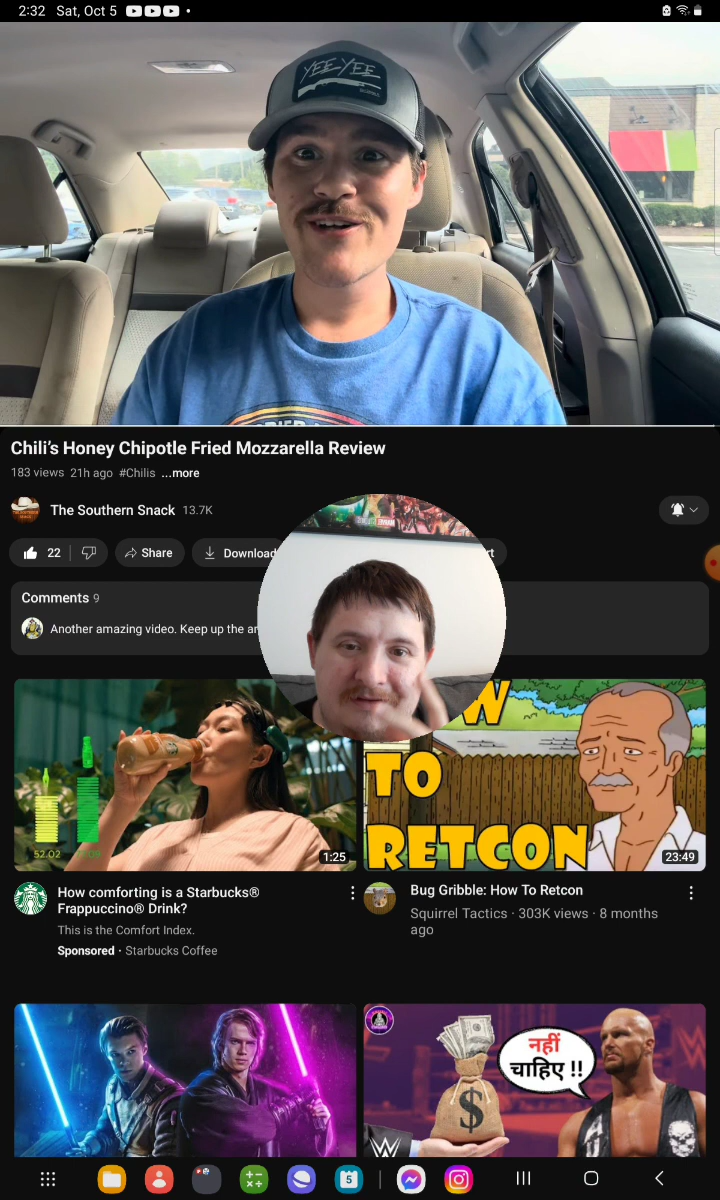 2:32 Sat, Oct 5
YEE YEE
Chili's Honey Chipotle Fried Mozzarella Review
183 views 21h ago #Chilis ...more
The Southern Snack 13.7K
22 Share Download
Comments 9
Another amazing video. Keep up the
TO
RETCON
52.02
1:25
23:49
How comforting is a Starbucks®
Frappuccino® Drink?
This is the Comfort Index.
Sponsored · Starbucks Coffee
Bug Gribble: How To Retcon
Squirrel Tactics · 303K views · 8 months
ago
$
नहीं
चाहिए !!
W
5